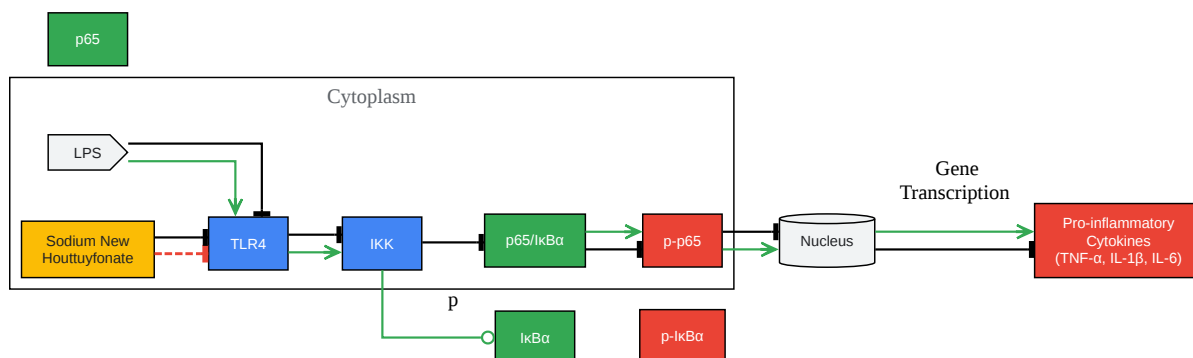 p65
Cytoplasm
LPS
Gene
Transcription
Sodium New
Houttuyfonate
TLR4
IKK
p65/IκBα
p-p65
Nucleus
Pro-inflammatory
Cytokines
(TNF-α, IL-1β, IL-6)
p
IκBα
p-IκBα